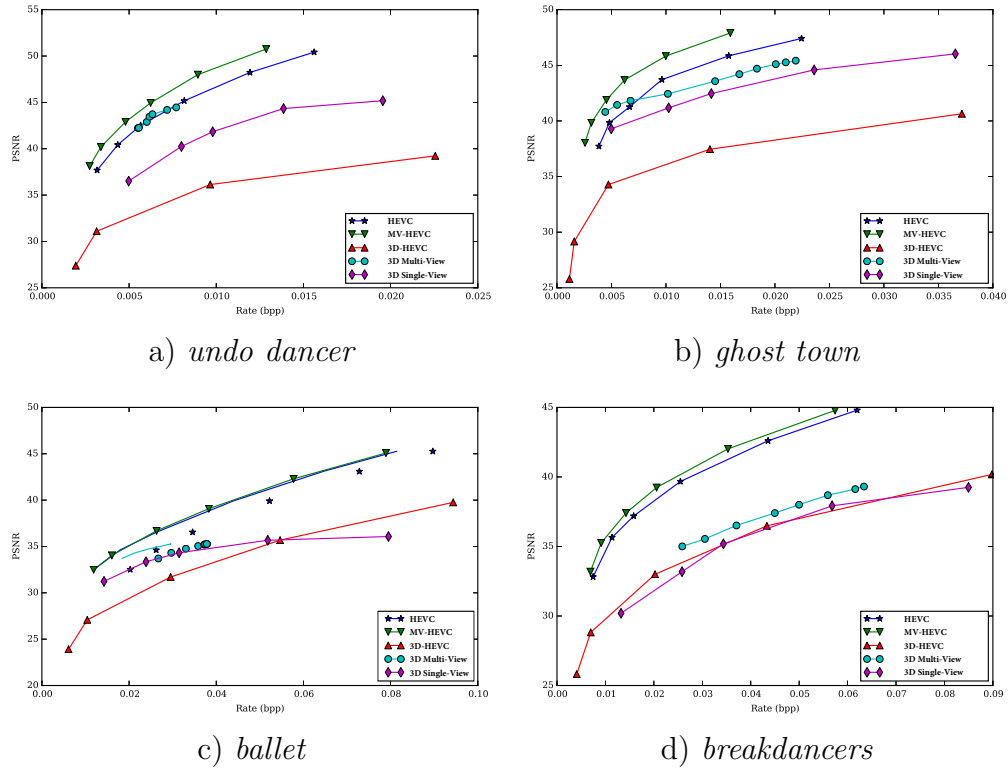 55
50
45
40
35
30
25
PSNR
0.000 0.005 0.010 0.015 0.020 0.025
Rate (bpp)
HEVC
MV-HEVC
3D-HEVC
3D Multi-View
3D Single-View
a) undo dancer
50
45
40
35
30
25
PSNR
0.000 0.005 0.010 0.015 0.020 0.025 0.030 0.035 0.040
Rate (bpp)
HEVC
MV-HEVC
3D-HEVC
3D Multi-View
3D Single-View
b) ghost town
50
45
40
35
30
25
20
PSNR
0.00 0.02 0.04 0.06 0.08 0.10
Rate (bpp)
HEVC
MV-HEVC
3D-HEVC
3D Multi-View
3D Single-View
c) ballet
45
40
35
30
25
PSNR
0.00 0.01 0.02 0.03 0.04 0.05 0.06 0.07 0.08 0.09
Rate (bpp)
HEVC
MV-HEVC
3D-HEVC
3D Multi-View
3D Single-View
d) breakdancers